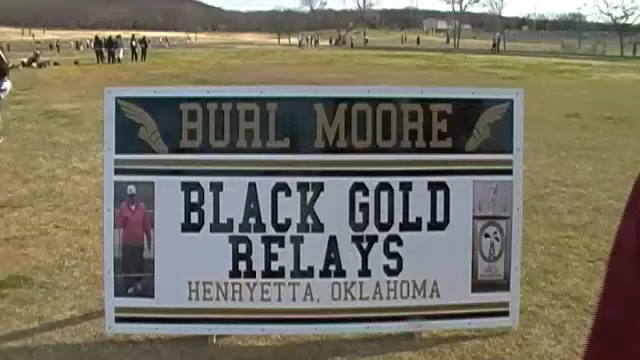 BURL MOORE
BLACK GOLD
RELAYS
HENRYETTA, OKLAHOMA